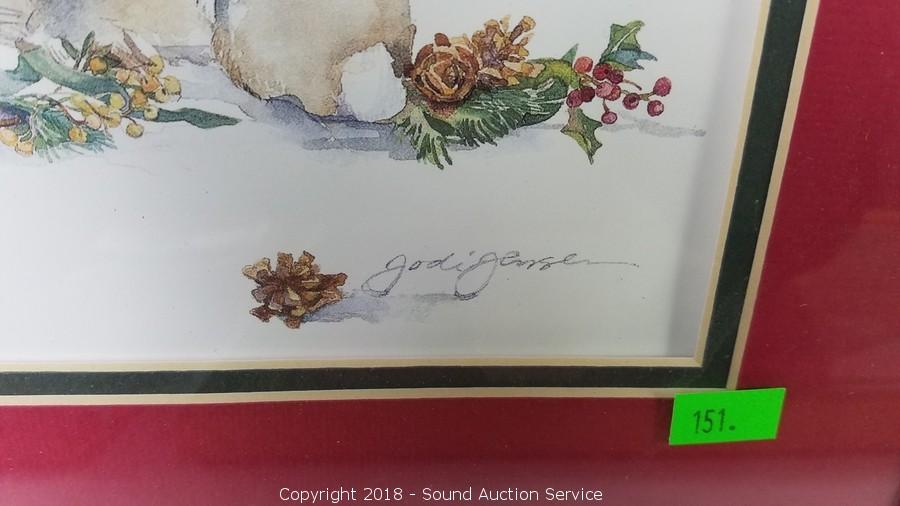 Jodi Jensen
151.
Copyright 2018 - Sound Auction Service